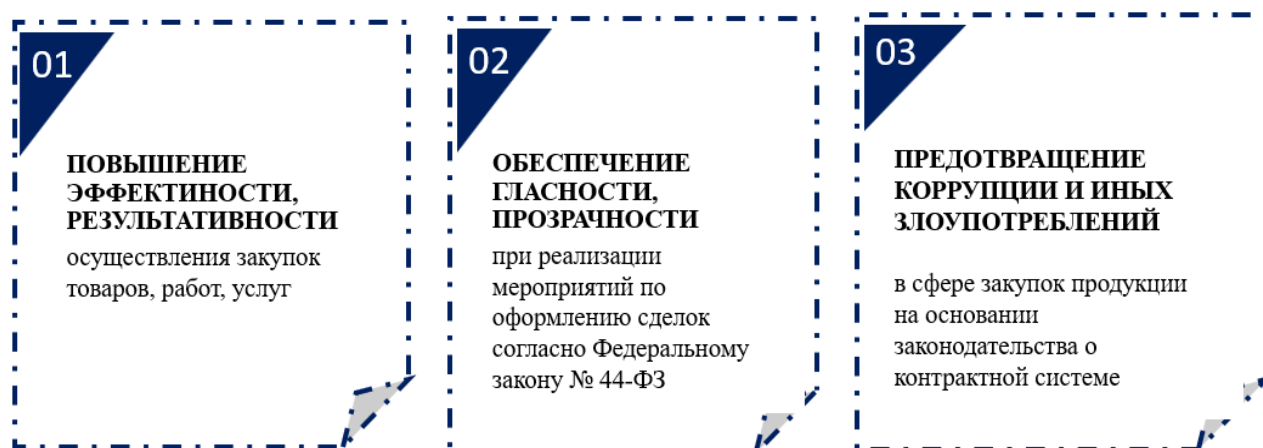 01
ПОВЫШЕНИЕ
ЭФФЕКТИНОСТИ,
РЕЗУЛЬТАТИВНОСТИ
осуществления закупок
товаров, работ, услуг
02
ОБЕСПЕЧЕНИЕ
ГЛАСНОСТИ,
ПРОЗРАЧНОСТИ
при реализации
мероприятий по
оформлению сделок
согласно Федеральному
закону № 44-ФЗ
03
ПРЕДОТВРАЩЕНИЕ
КОРРУПЦИИ И ИНЫХ
ЗЛОУПОТРЕБЛЕНИЙ
в сфере закупок продукции
на основании
законодательства о
контрактной системе